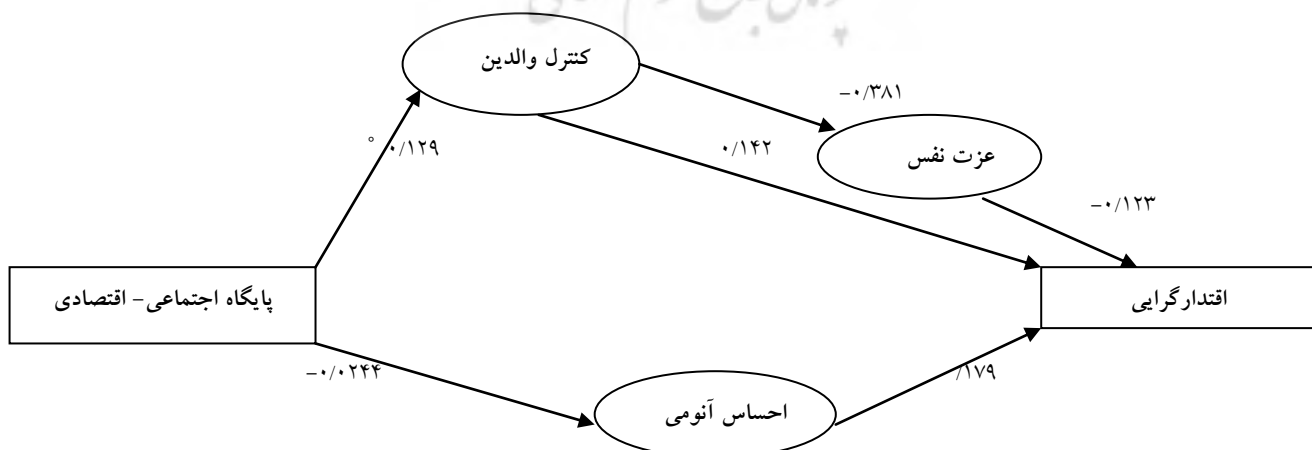 کنترل والدین
-۰/۳۸۱
عزت نفس
۰/۱۴۲
° ۰/۱۲۹
-۰/۱۲۳
پایگاه اجتماعی- اقتصادی
اقتدارگرایی
-۰/۰۲۴۴
/۱۷۹
احساس آنومی